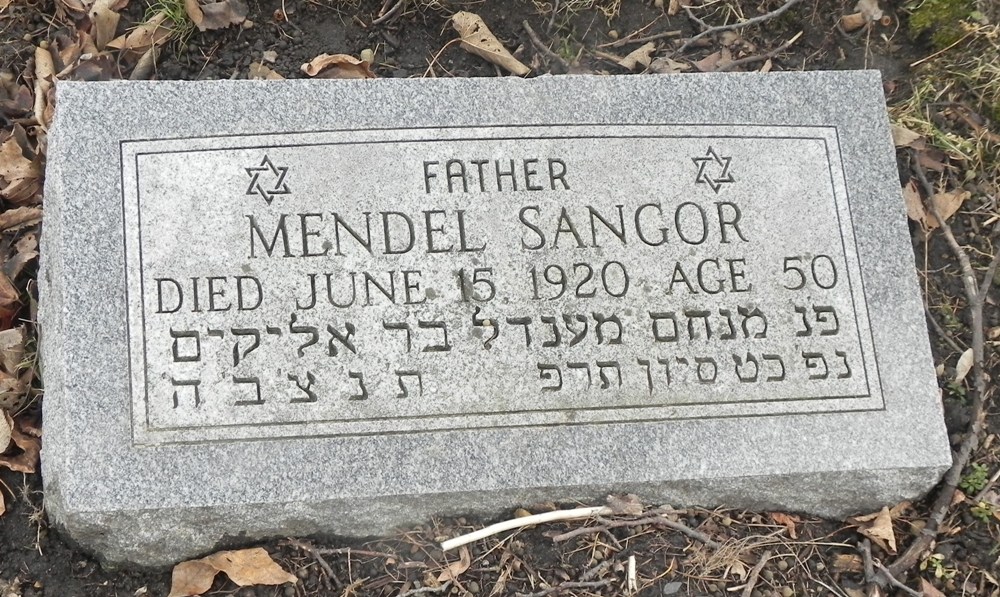 FATHER
MENDEL SANGOR
DIED JUNE 15 1920 AGE 50
פנ מנחם מענדל בר אליקים
נפ כט סיון תרפ ת נ צ ב ה